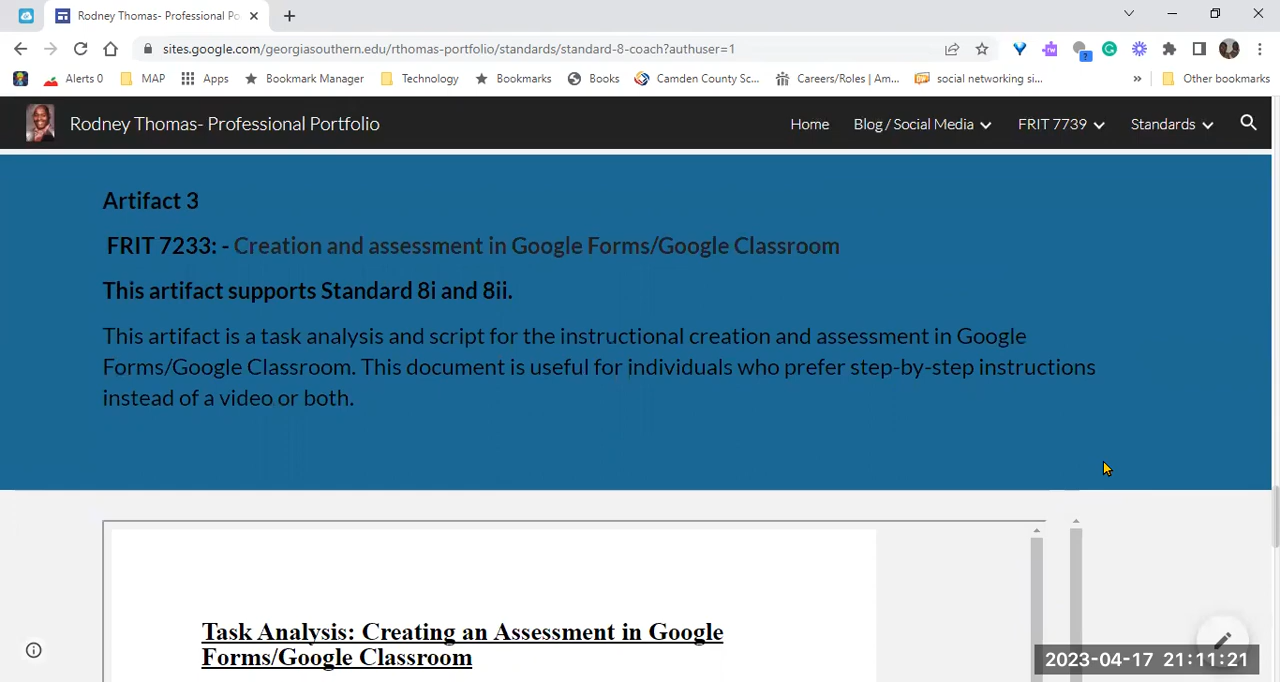 Rodney Thomas- Professional Po
sites.google.com/georgiasouthern.edu/rthomas-portfolio/standards/standard-8-coach?authuser=1
Alerts 0 MAP Apps Bookmark Manager Technology Bookmarks Books Camden County Sc... Careers/Roles | Am... social networking si... » Other bookmarks
Rodney Thomas- Professional Portfolio Home Blog / Social Media FRIT 7739 Standards
Artifact 3
FRIT 7233: - Creation and assessment in Google Forms/Google Classroom
This artifact supports Standard 8i and 8ii.
This artifact is a task analysis and script for the instructional creation and assessment in Google
Forms/Google Classroom. This document is useful for individuals who prefer step-by-step instructions
instead of a video or both.
Task Analysis: Creating an Assessment in Google
Forms/Google Classroom
2023-04-17 21:11:21